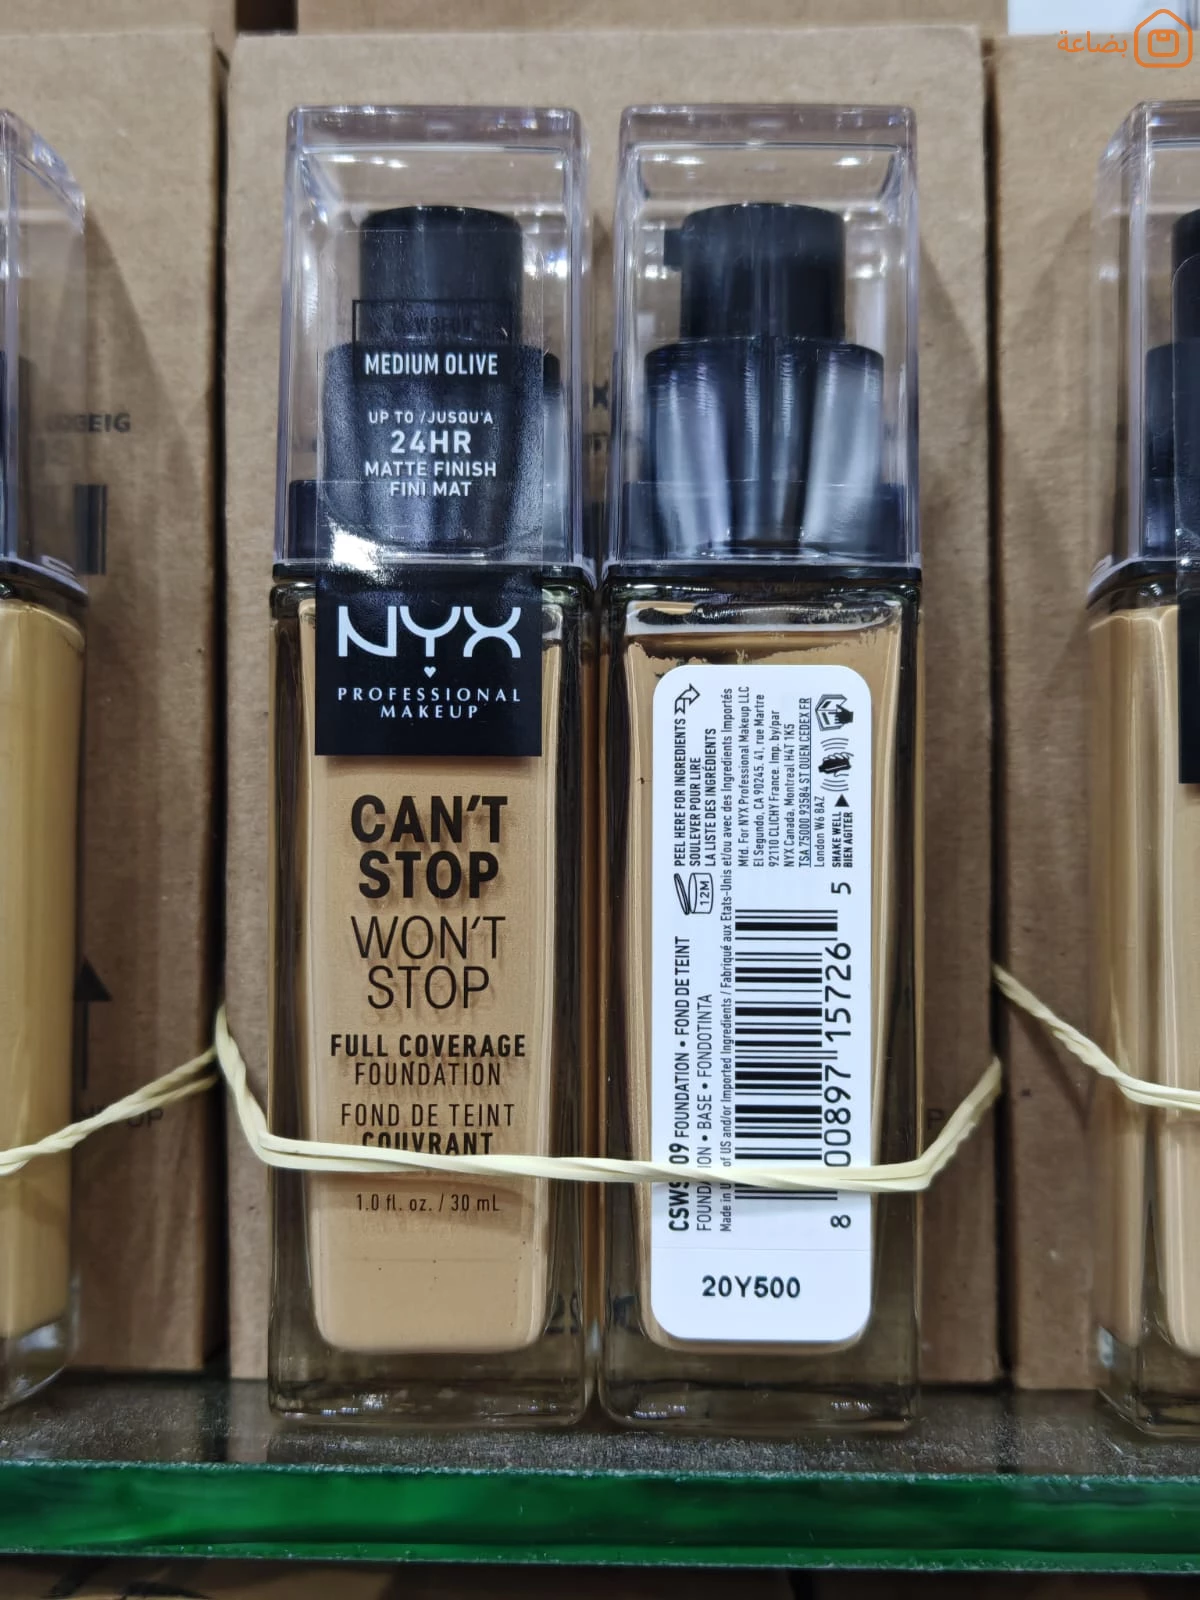 بضاعة
MEDIUM OLIVE
UP TO / JUSQU'A
24HR
MATTE FINISH
FINI MAT
NYX
PROFESSIONAL
MAKEUP
CAN'T
STOP
WON'T
STOP
FULL COVERAGE
FOUNDATION
FOND DE TEINT
COUVRANT
1.0 fl. oz. / 30 mL
PEEL HERE FOR INGREDIENTS
SOULEVER POUR LIRE
LA LISTE DES INGRÉDIENTS
12M
Mfd. For NYX Professional Makeup LLC
El Segundo, CA 90245. 41, rue Martre
92110 CLICHY France. Imp. by/par
NYX Canada, Montreal H4T 1K5
TSA 75000 93584 ST OUEN CEDEX FR
London W6 8AZ
SHAKE WELL
BIEN AGITER
09 FOUNDATION • FOND DE TEINT
• BASE • FONDOTINTA
Made in of US and/or Imported Ingredients / Fabriqué aux Etats-Unis et/ou avec des Ingredients Importés
8 00897 15726 5
20Y500